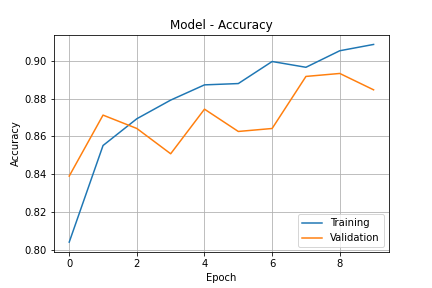 Model - Accuracy
Accuracy
0.90
0.88
0.86
0.84
0.82
0.80
0 2 4 6 8
Epoch
Training
Validation